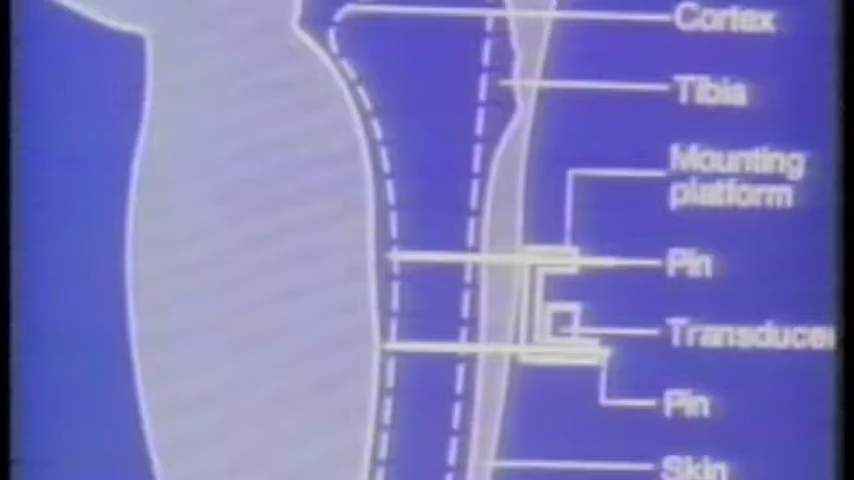 Cortex
Tibia
Mounting
platform
Pin
Transducer
Pin
Skin